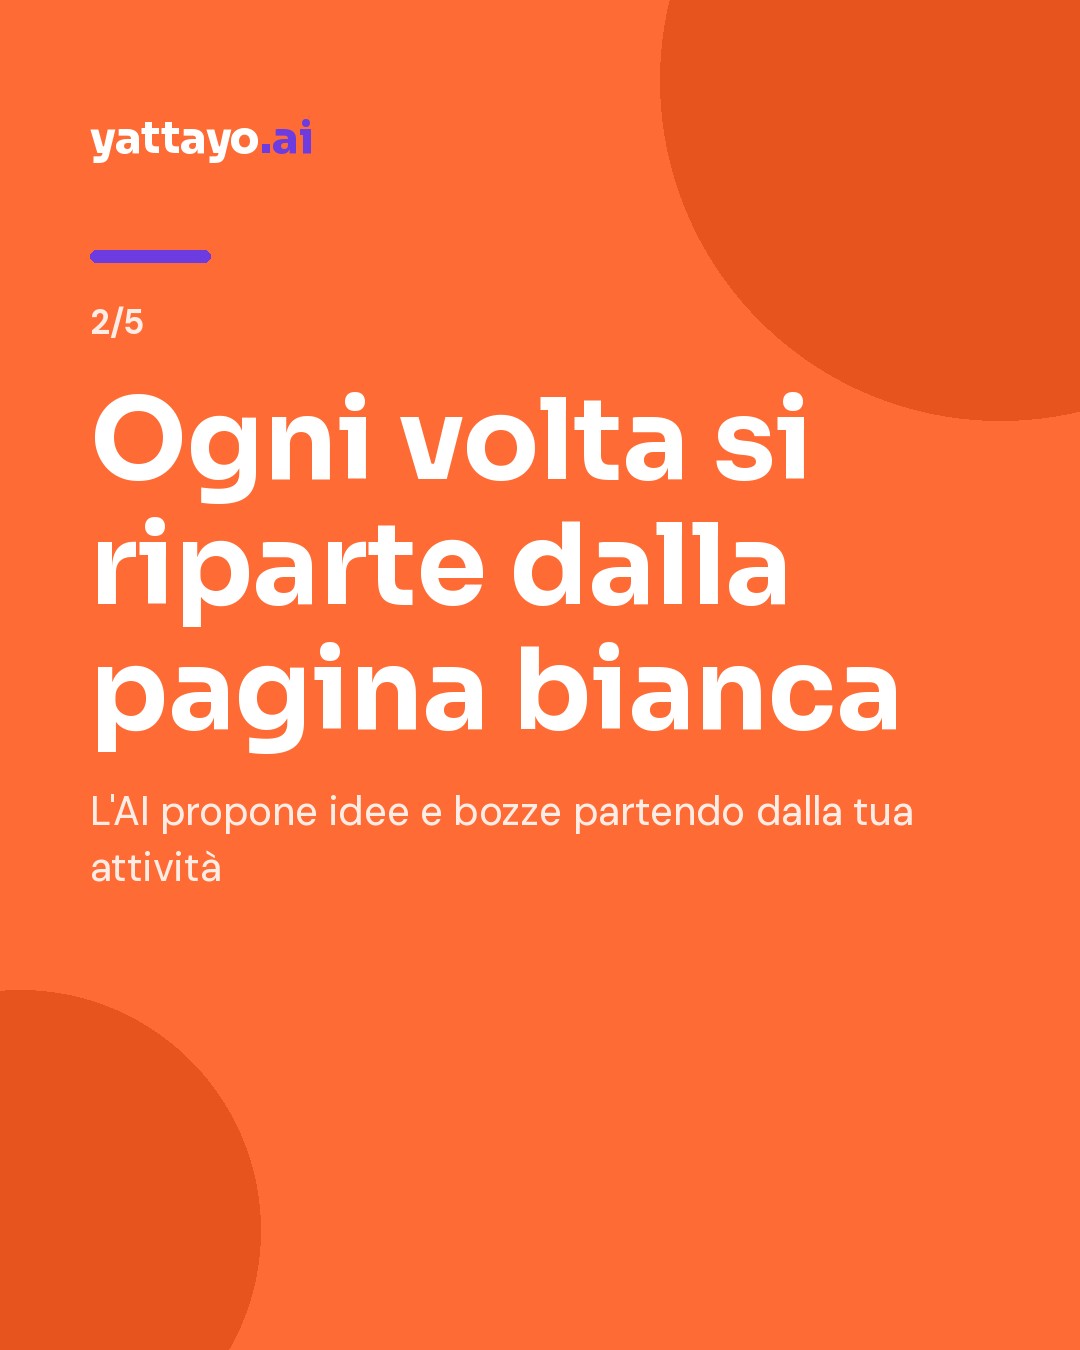 yattayo.ai
2/5
Ogni volta si
riparte dalla
pagina bianca
L'AI propone idee e bozze partendo dalla tua
attività